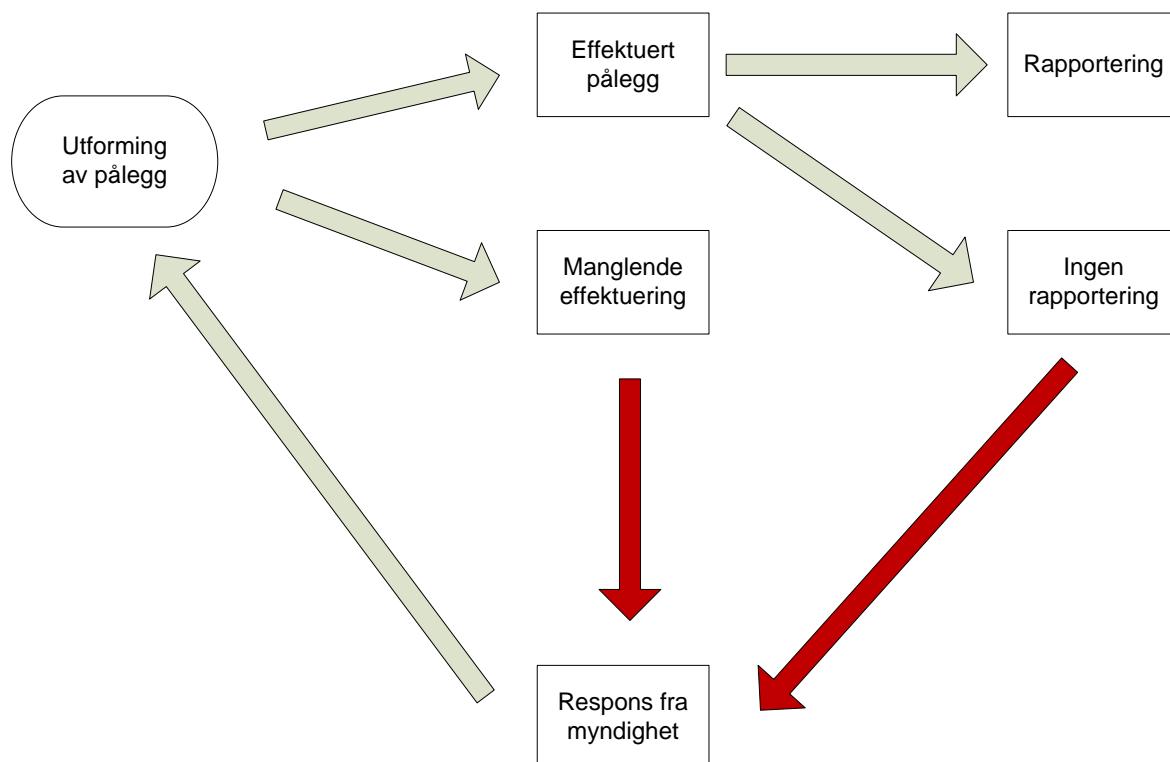 Utforming
av pålegg
Effektuert
pålegg
Rapportering
Manglende
effektuering
Ingen
rapportering
Respons fra
myndighet